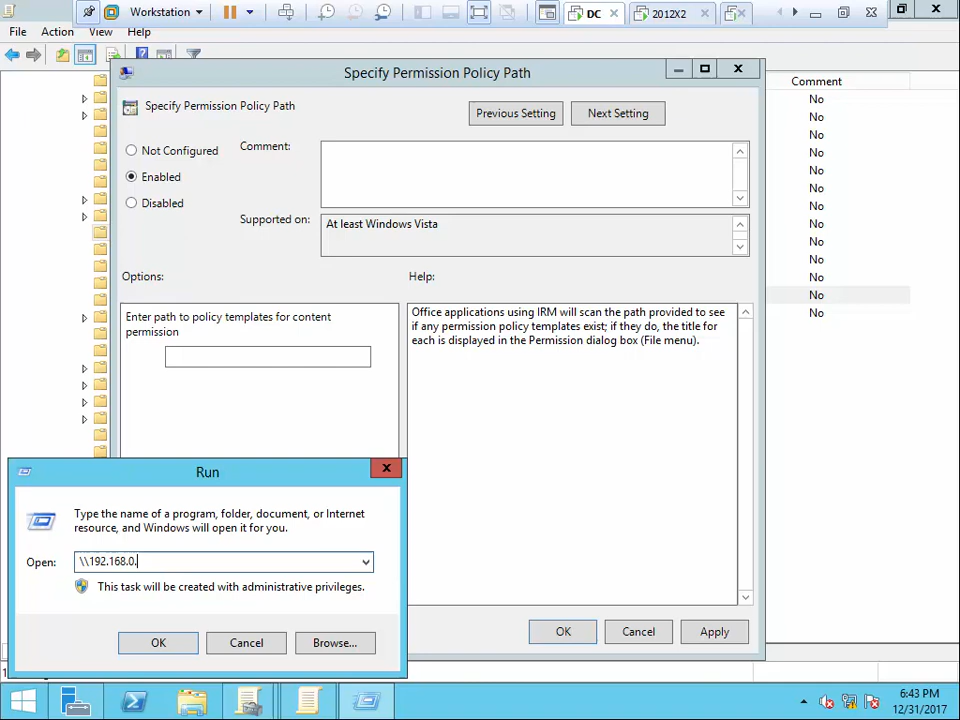 Workstation
DC
2012X2
File Action View Help
Specify Permission Policy Path
Specify Permission Policy Path
Previous Setting
Next Setting
Not Configured
Enabled
Disabled
Comment:
Supported on:
At least Windows Vista
Options:
Help:
Enter path to policy templates for content
permission
Office applications using IRM will scan the path provided to see
if any permission policy templates exist; if they do, the title for
each is displayed in the Permission dialog box (File menu).
OK
Cancel
Apply
Comment
No
No
No
No
No
No
No
No
No
No
No
No
No
Run
Type the name of a program, folder, document, or Internet
resource, and Windows will open it for you.
Open:
\\192.168.0.
This task will be created with administrative privileges.
OK
Cancel
Browse...
6:43 PM
12/31/2017